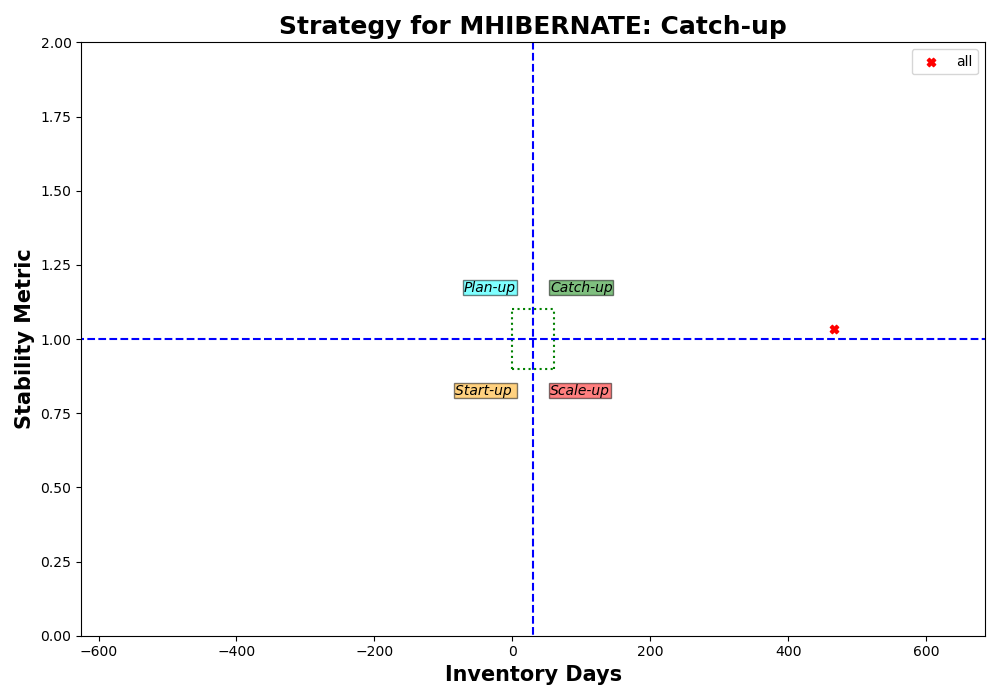 Strategy for MHIBERNATE: Catch-up
2.00
all
1.75
1.50
1.25
Plan-up
Catch-up
1.00
Start-up
Scale-up
0.75
0.50
0.25
0.00
−600
−400
−200
0
200
400
600
Stability Metric
Inventory Days